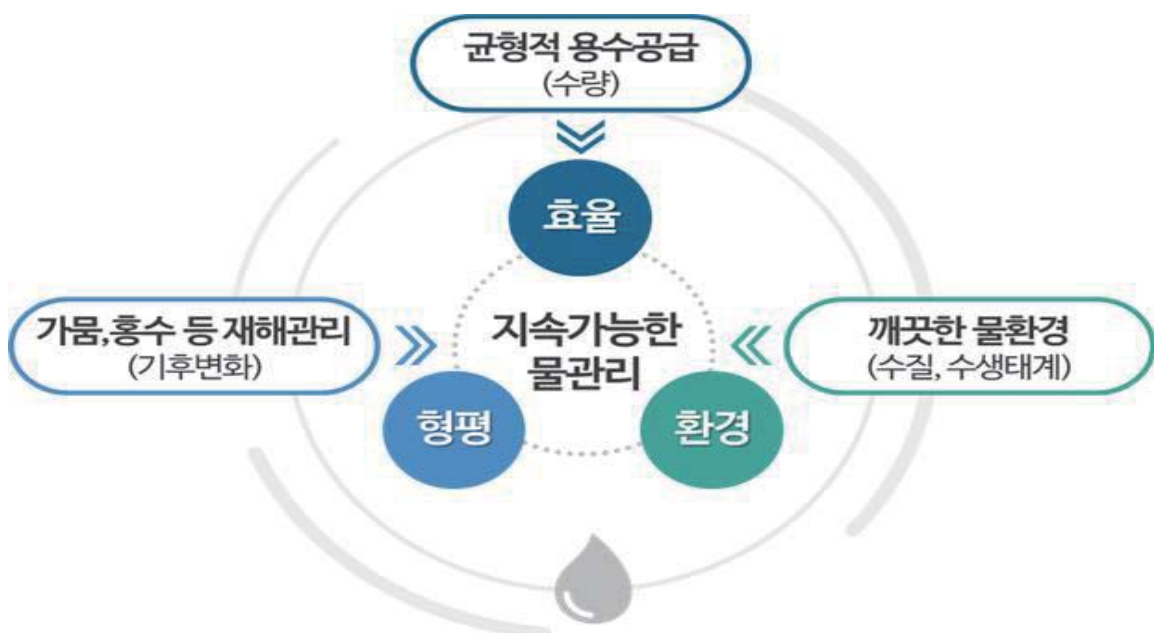 균형적 용수공급
(수량)
효율
가뭄,홍수 등 재해관리
(기후변화)
지속가능한
물관리
깨끗한 물환경
(수질, 수생태계)
형평
환경